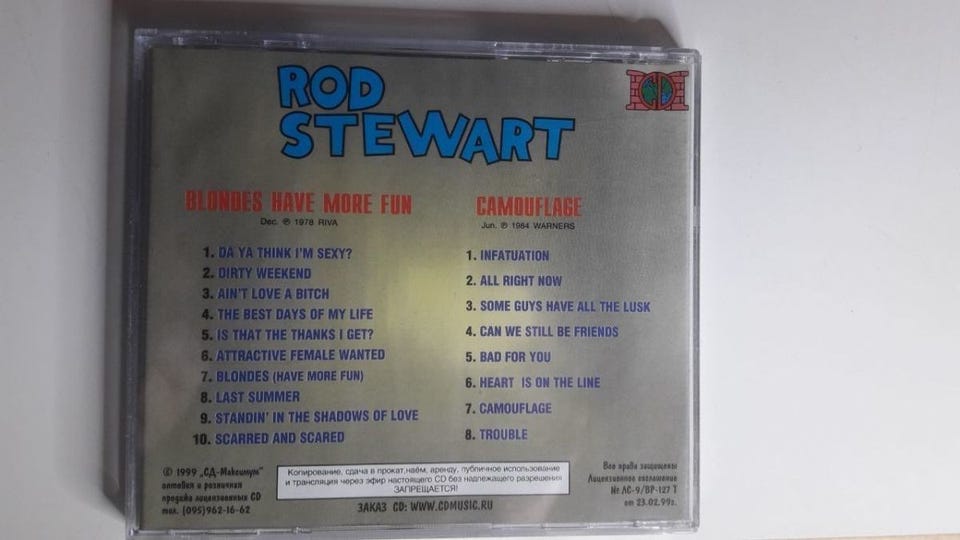 ROD
STEWART
CD
BLONDES HAVE MORE FUN
Dec. ℗ 1978 RIVA
1. DA YA THINK I'M SEXY?
2. DIRTY WEEKEND
3. AIN'T LOVE A BITCH
4. THE BEST DAYS OF MY LIFE
5. IS THAT THE THANKS I GET?
6. ATTRACTIVE FEMALE WANTED
7. BLONDES (HAVE MORE FUN)
8. LAST SUMMER
9. STANDIN' IN THE SHADOWS OF LOVE
10. SCARRED AND SCARED
CAMOUFLAGE
Jun. ℗ 1984 WARNERS
1. INFATUATION
2. ALL RIGHT NOW
3. SOME GUYS HAVE ALL THE LUSK
4. CAN WE STILL BE FRIENDS
5. BAD FOR YOU
6. HEART IS ON THE LINE
7. CAMOUFLAGE
8. TROUBLE
© 1999 „СД-Максимум"
оптовая и розничная
продажа лицензионных CD
тел. (095)962-16-62
Копирование, сдача в прокат,наём, аренду, публичное использование
и трансляция через эфир настоящего CD без надлежащего разрешения
ЗАПРЕЩАЕТСЯ!
ЗАКАЗ CD: WWW.CDMUSIC.RU
Все права защищены
Лицензионное соглашение
№ ЛС-9/ВР-127 Т
от 23.02.99г.